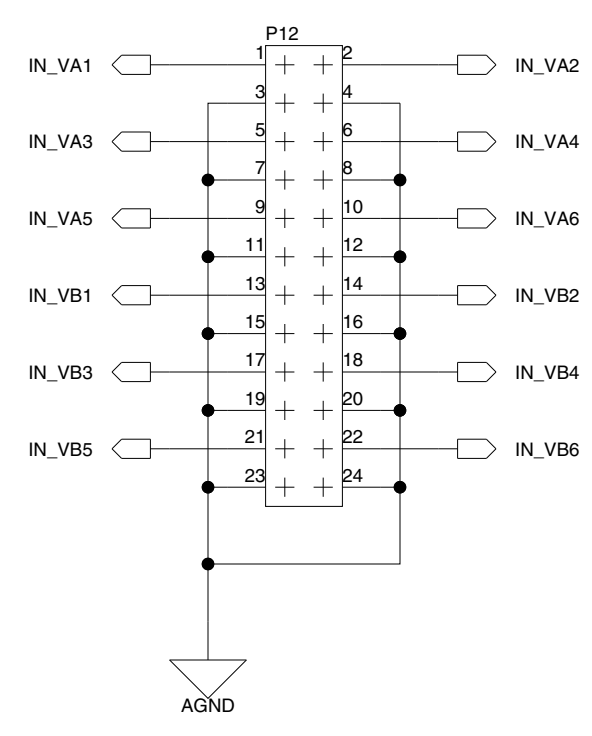 P12
1 2
IN_VA1 IN_VA2
3 4
5 6
IN_VA3 IN_VA4
7 8
9 10
IN_VA5 IN_VA6
11 12
13 14
IN_VB1 IN_VB2
15 16
17 18
IN_VB3 IN_VB4
19 20
21 22
IN_VB5 IN_VB6
23 24
AGND